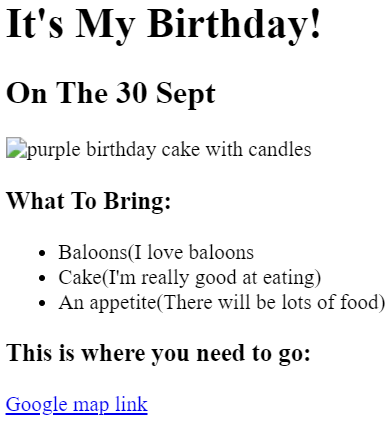 It's My Birthday!
On The 30 Sept
purple birthday cake with candles
What To Bring:
Baloons(I love baloons
Cake(I'm really good at eating)
An appetite(There will be lots of food)
This is where you need to go:
Google map link